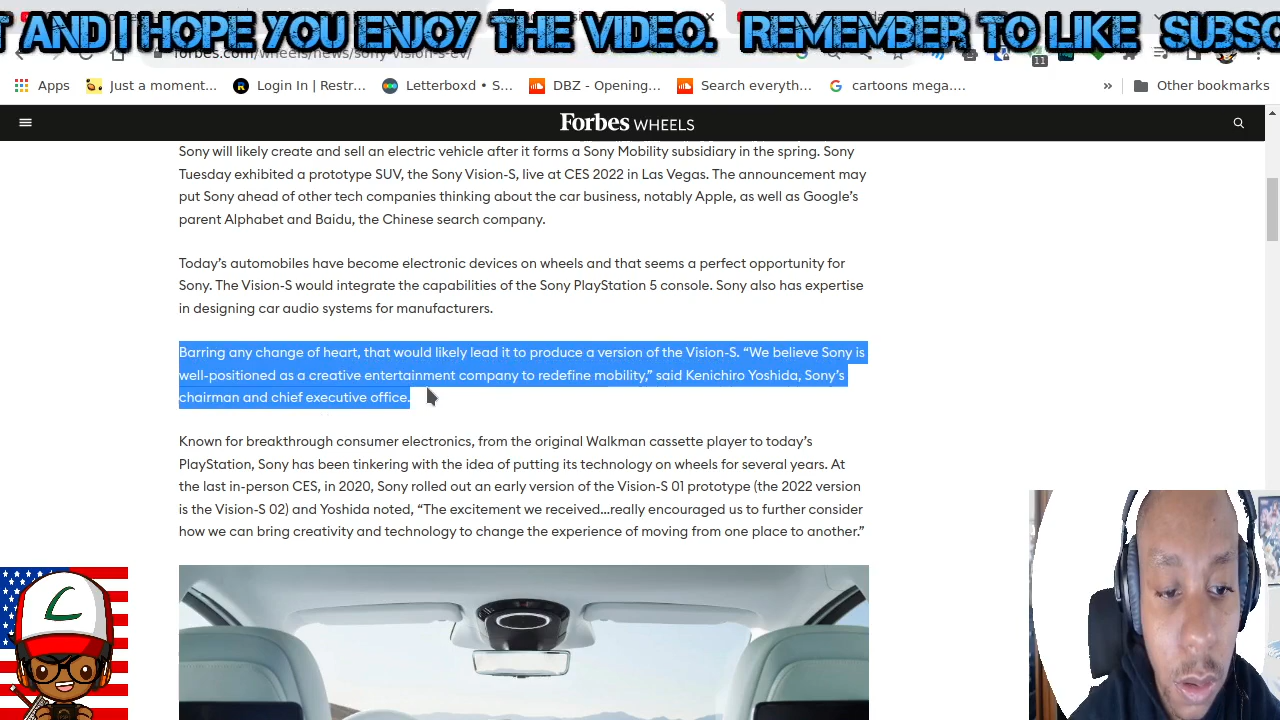 T AND I HOPE YOU ENJOY THE VIDEO. REMEMBER TO LIKE SUBSC
forbes.com/wheels/news/sony-vision-s-ev/
11
Apps
Just a moment...
Login In | Restr...
Letterboxd • S...
DBZ - Opening...
Search everyth...
cartoons mega....
»
Other bookmarks
Forbes WHEELS
Sony will likely create and sell an electric vehicle after it forms a Sony Mobility subsidiary in the spring. Sony
Tuesday exhibited a prototype SUV, the Sony Vision-S, live at CES 2022 in Las Vegas. The announcement may
put Sony ahead of other tech companies thinking about the car business, notably Apple, as well as Google’s
parent Alphabet and Baidu, the Chinese search company.
Today’s automobiles have become electronic devices on wheels and that seems a perfect opportunity for
Sony. The Vision-S would integrate the capabilities of the Sony PlayStation 5 console. Sony also has expertise
in designing car audio systems for manufacturers.
Barring any change of heart, that would likely lead it to produce a version of the Vision-S. “We believe Sony is
well-positioned as a creative entertainment company to redefine mobility,” said Kenichiro Yoshida, Sony’s
chairman and chief executive office.
Known for breakthrough consumer electronics, from the original Walkman cassette player to today’s
PlayStation, Sony has been tinkering with the idea of putting its technology on wheels for several years. At
the last in-person CES, in 2020, Sony rolled out an early version of the Vision-S 01 prototype (the 2022 version
is the Vision-S 02) and Yoshida noted, “The excitement we received…really encouraged us to further consider
how we can bring creativity and technology to change the experience of moving from one place to another.”